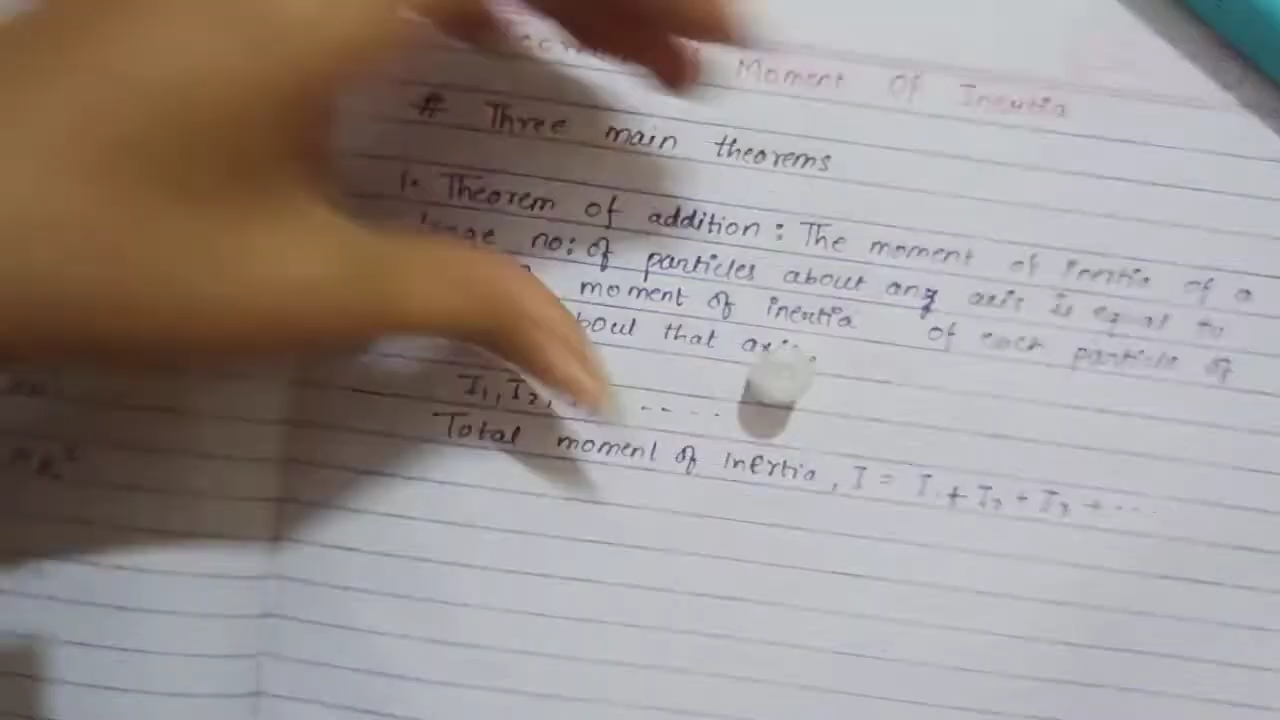 Moment Of Inertia
# Three main theorems
1. Theorem of addition : The moment of inertia of a
large no: of particles about any axis is equal to
moment of inertia of each particle of
about that axis.
I₁, I₂, . . . . .
Total moment of inertia, I = I₁ + I₂ + I₃ + ...